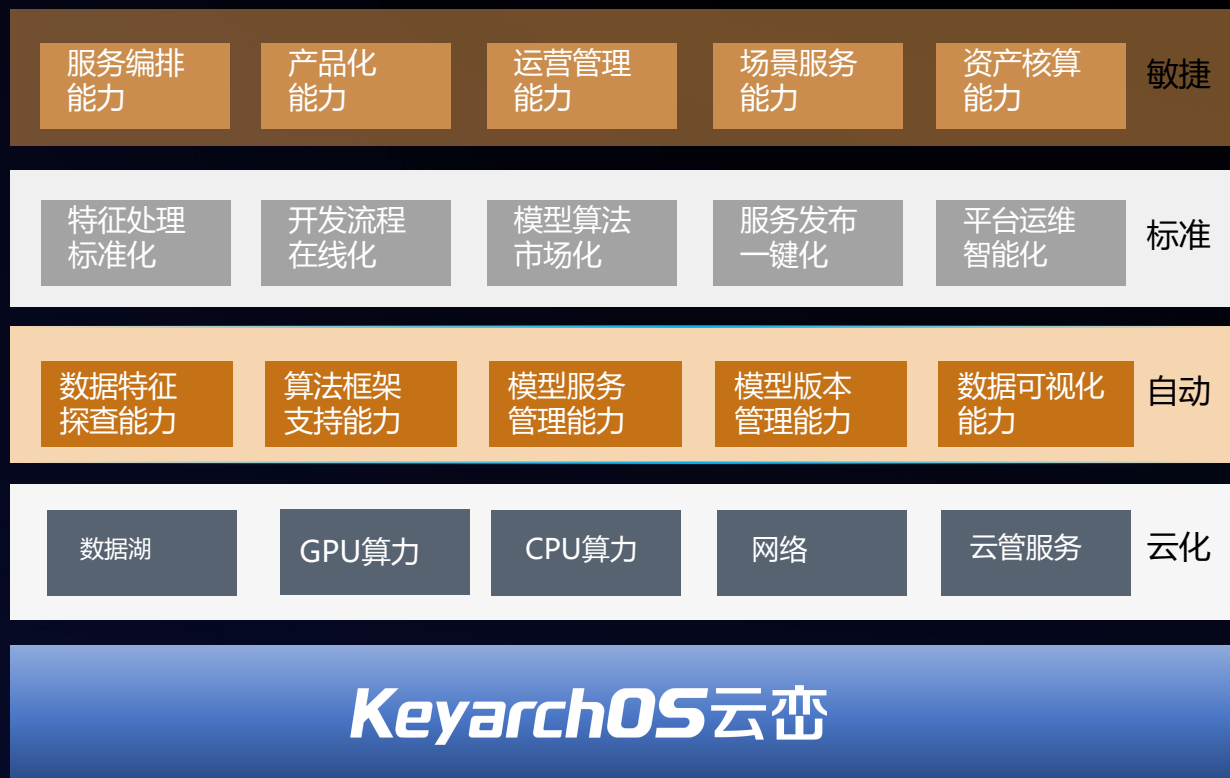 服务编排
能力
产品化
能力
运营管理
能力
场景服务
能力
资产核算
能力
敏捷
特征处理
标准化
开发流程
在线化
模型算法
市场化
服务发布
一键化
平台运维
智能化
标准
数据特征
探查能力
算法框架
支持能力
模型服务
管理能力
模型版本
管理能力
数据可视化
能力
自动
数据湖
GPU算力
CPU算力
网络
云管服务
云化
KeyarchOS云峦